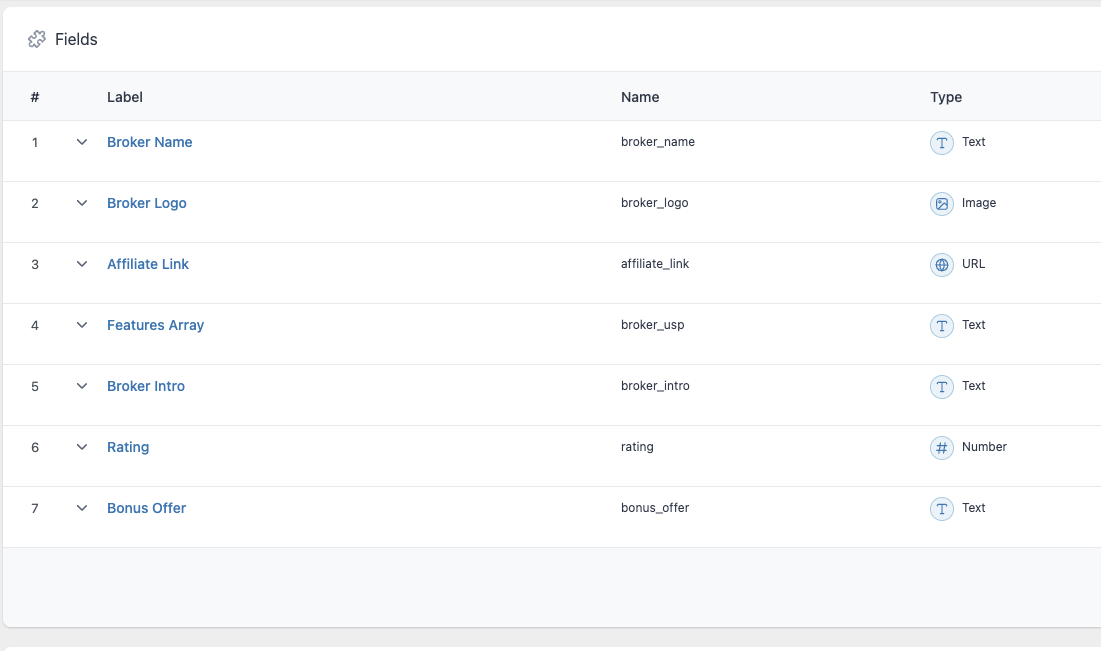 Fields
# Label Name Type
1 Broker Name broker_name Text
2 Broker Logo broker_logo Image
3 Affiliate Link affiliate_link URL
4 Features Array broker_usp Text
5 Broker Intro broker_intro Text
6 Rating rating Number
7 Bonus Offer bonus_offer Text